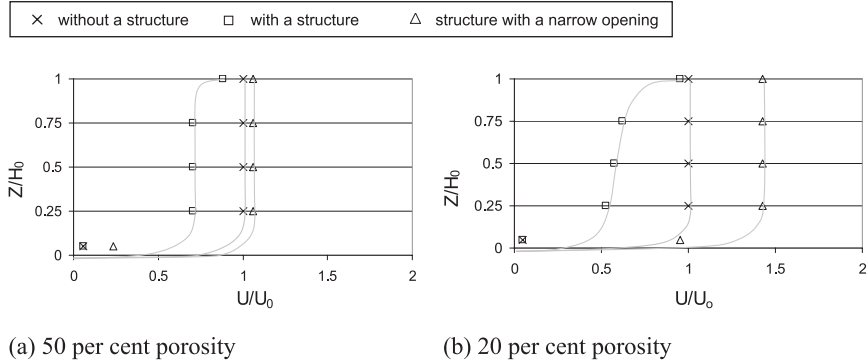 without a structure with a structure structure with a narrow opening
1
0.75
0.5
0.25
0
Z/H0
0 0.5 1 1.5 2
U/U0
(a) 50 per cent porosity
1
0.75
0.5
0.25
0
Z/H0
0 0.5 1 1.5 2
U/Uo
(b) 20 per cent porosity